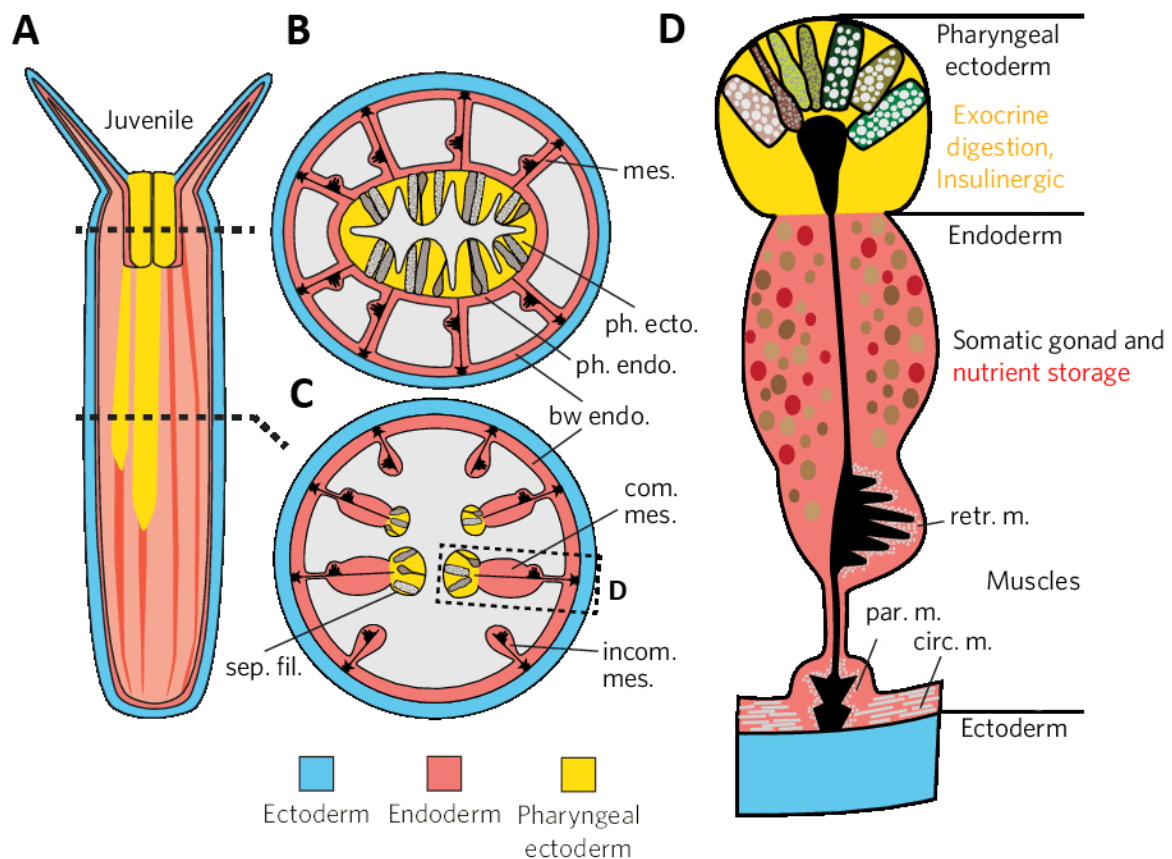 A
Juvenile
B
mes.
ph. ecto.
ph. endo.
bw endo.
C
com.
mes.
D
incom.
mes.
sep. fil.
Ectoderm
Endoderm
Pharyngeal
ectoderm
D
Pharyngeal
ectoderm
Exocrine
digestion,
Insulinergic
Endoderm
Somatic gonad and
nutrient storage
retr. m.
Muscles
par. m.
circ. m.
Ectoderm